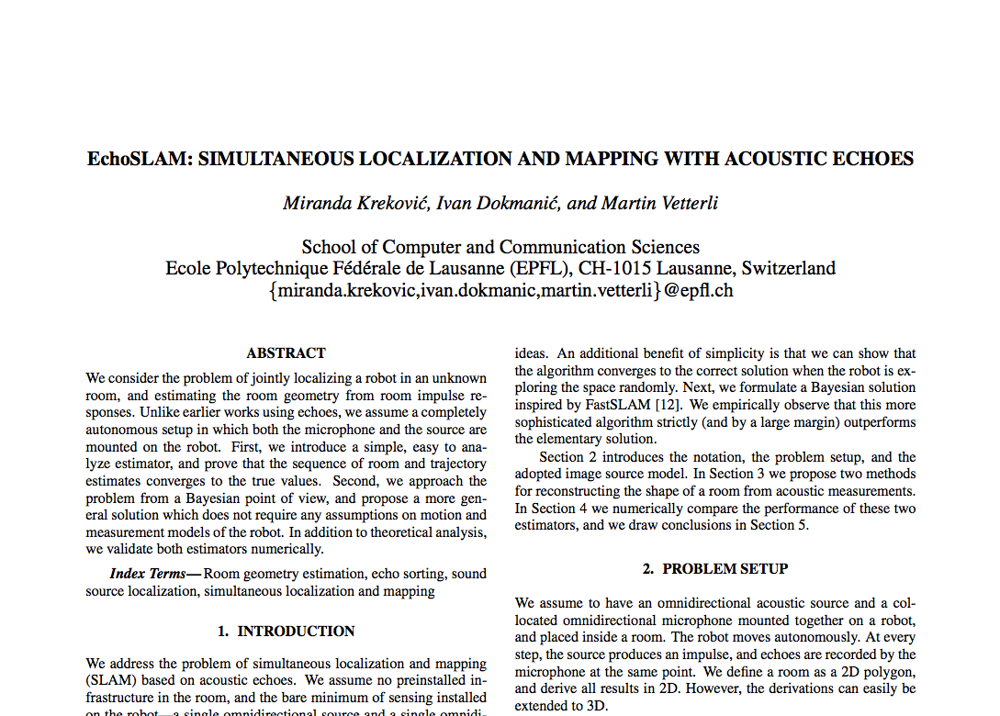 EchoSLAM: SIMULTANEOUS LOCALIZATION AND MAPPING WITH ACOUSTIC ECHOES
Miranda Kreković, Ivan Dokmanić, and Martin Vetterli
School of Computer and Communication Sciences
Ecole Polytechnique Fédérale de Lausanne (EPFL), CH-1015 Lausanne, Switzerland
{miranda.krekovic,ivan.dokmanic,martin.vetterli}@epfl.ch
ABSTRACT
We consider the problem of jointly localizing a robot in an unknown
room, and estimating the room geometry from room impulse re-
sponses. Unlike earlier works using echoes, we assume a completely
autonomous setup in which both the microphone and the source are
mounted on the robot. First, we introduce a simple, easy to ana-
lyze estimator, and prove that the sequence of room and trajectory
estimates converges to the true values. Second, we approach the
problem from a Bayesian point of view, and propose a more gen-
eral solution which does not require any assumptions on motion and
measurement models of the robot. In addition to theoretical analysis,
we validate both estimators numerically.
Index Terms— Room geometry estimation, echo sorting, sound
source localization, simultaneous localization and mapping
1. INTRODUCTION
We address the problem of simultaneous localization and mapping
(SLAM) based on acoustic echoes. We assume no preinstalled in-
frastructure in the room, and the bare minimum of sensing installed
on the robot—a single omnidirectional source and a single omnidi-
ideas. An additional benefit of simplicity is that we can show that
the algorithm converges to the correct solution when the robot is ex-
ploring the space randomly. Next, we formulate a Bayesian solution
inspired by FastSLAM [12]. We empirically observe that this more
sophisticated algorithm strictly (and by a large margin) outperforms
the elementary solution.
Section 2 introduces the notation, the problem setup, and the
adopted image source model. In Section 3 we propose two methods
for reconstructing the shape of a room from acoustic measurements.
In Section 4 we numerically compare the performance of these two
estimators, and we draw conclusions in Section 5.
2. PROBLEM SETUP
We assume to have an omnidirectional acoustic source and a col-
located omnidirectional microphone mounted together on a robot,
and placed inside a room. The robot moves autonomously. At every
step, the source produces an impulse, and echoes are recorded by the
microphone at the same point. We define a room as a 2D polygon,
and derive all results in 2D. However, the derivations can easily be
extended to 3D.